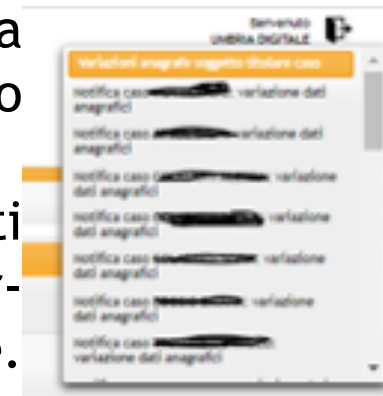 a
o
ti
r-
e.
Benvenuto
UMBRIA DIGITALE
Variazioni anagrafe soggetto titolare caso
notifica caso : variazione dati
anagrafici
notifica caso variazione dati
anagrafici
notifica caso variazione
dati anagrafici
notifica caso : variazione
dati anagrafici
notifica caso variazione
dati anagrafici
notifica caso : variazione
dati anagrafici
notifica caso :
variazione dati anagrafici